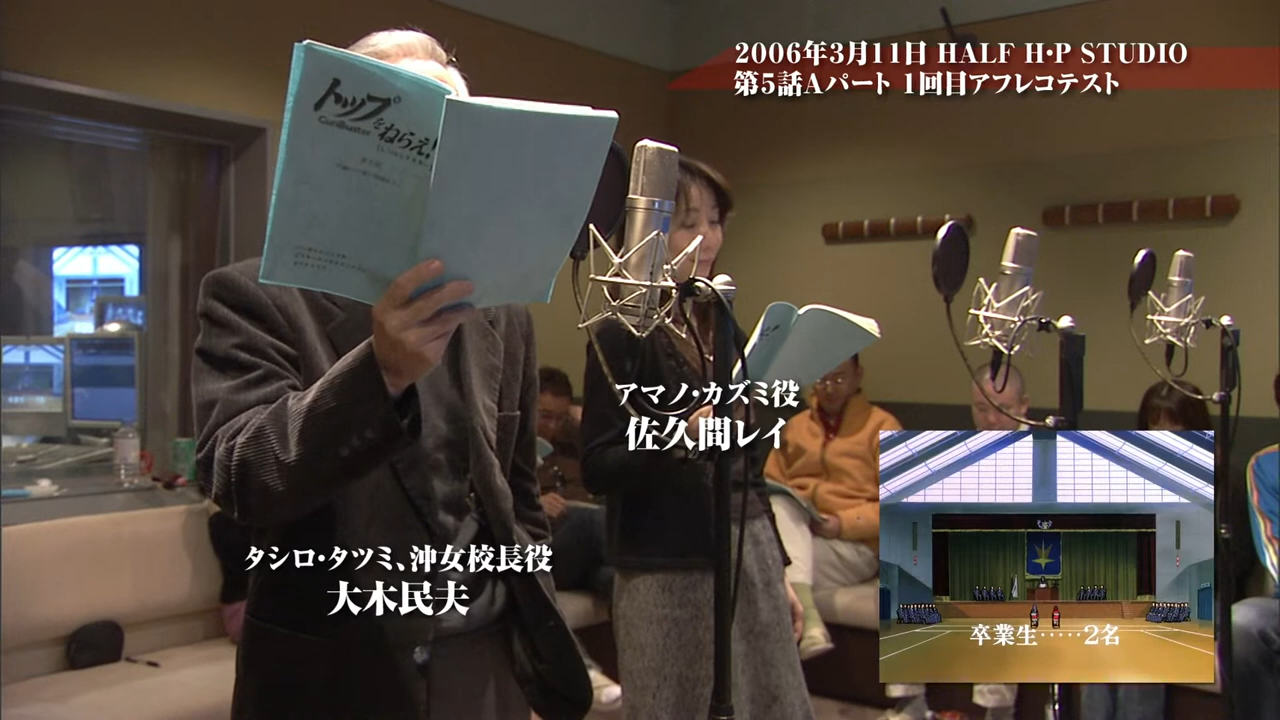 2006年3月11日 HALF H・P STUDIO
第5話Aパート 1回目アフレコテスト
トップをねらえ!
GunBuster
アマノ・カズミ役
佐久間レイ
タシロ・タツミ、沖女校長役
大木民夫
卒業生‥‥‥2名